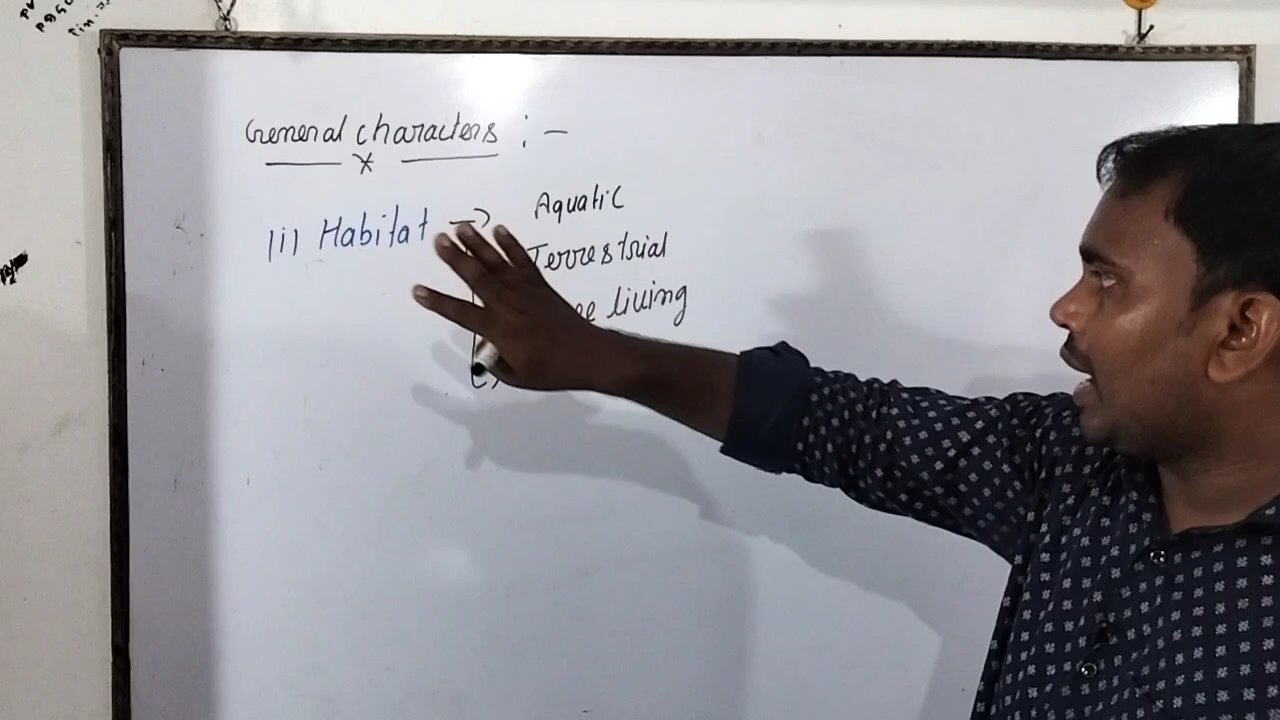 General characters : -
(i) Habitat → Aquatic
Terrestrial
living